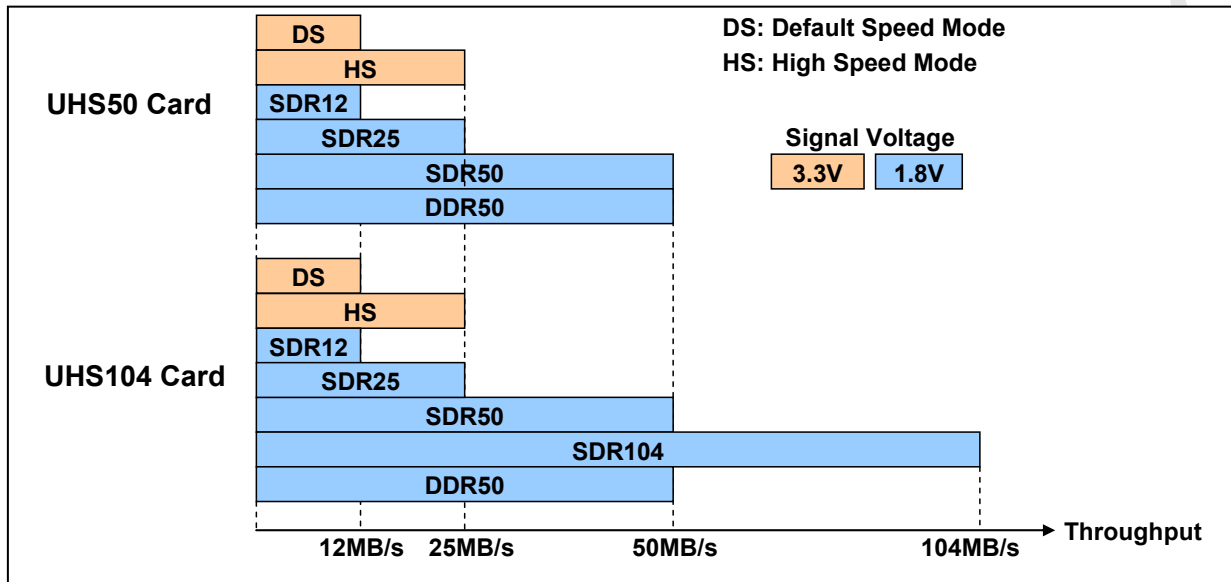 DS: Default Speed Mode
HS: High Speed Mode
Signal Voltage
3.3V 1.8V
UHS50 Card
DS
HS
SDR12
SDR25
SDR50
DDR50
UHS104 Card
DS
HS
SDR12
SDR25
SDR50
SDR104
DDR50
12MB/s 25MB/s 50MB/s 104MB/s
Throughput